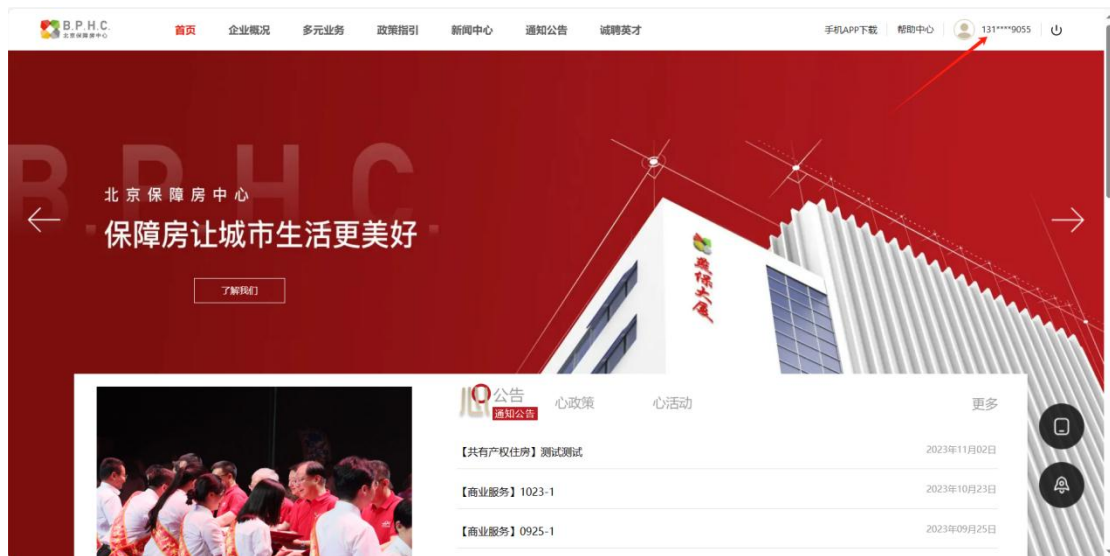 B.P.H.C.
北京保障房中心
首页 企业概况 多元业务 政策指引 新闻中心 通知公告 诚聘英才 手机APP下载 帮助中心 131****9055
B.P.H.C
北京保障房中心
保障房让城市生活更美好
了解我们
盈保大厦
心公告 心政策 心活动 更多
通知公告
【共有产权住房】测试测试 2023年11月02日
【商业服务】1023-1 2023年10月23日
【商业服务】0925-1 2023年09月25日